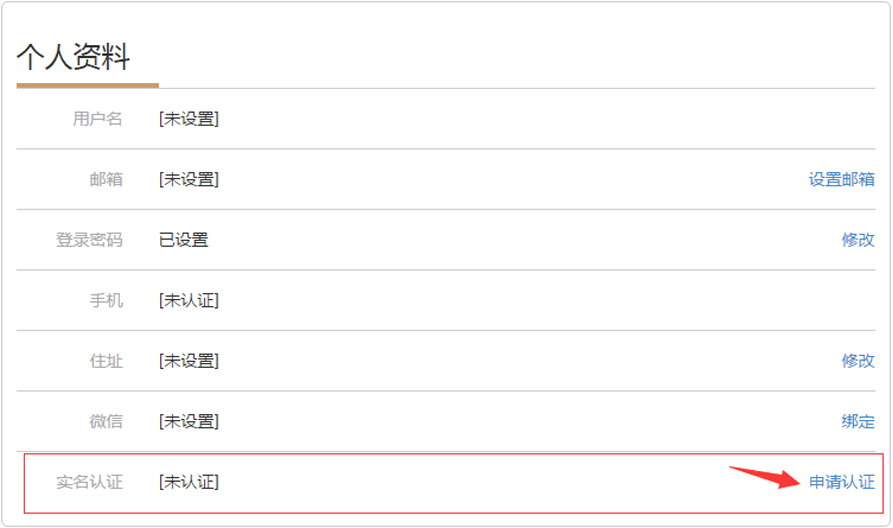 个人资料
用户名 [未设置]
邮箱 [未设置] 设置邮箱
登录密码 已设置 修改
手机 [未认证]
住址 [未设置] 修改
微信 [未设置] 绑定
实名认证 [未认证] 申请认证